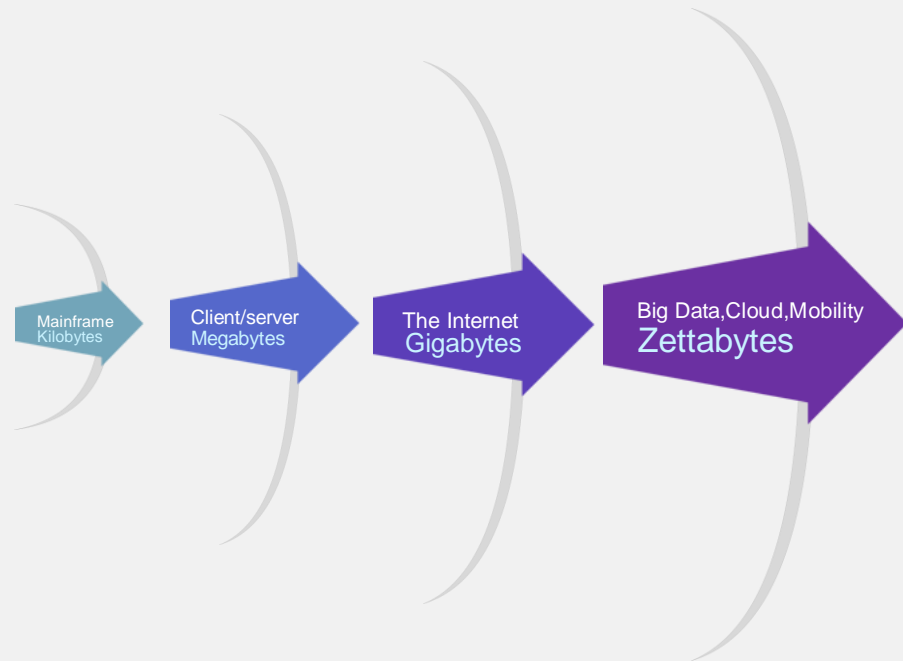 Mainframe
Kilobytes
Client/server
Megabytes
The Internet
Gigabytes
Big Data,Cloud,Mobility
Zettabytes